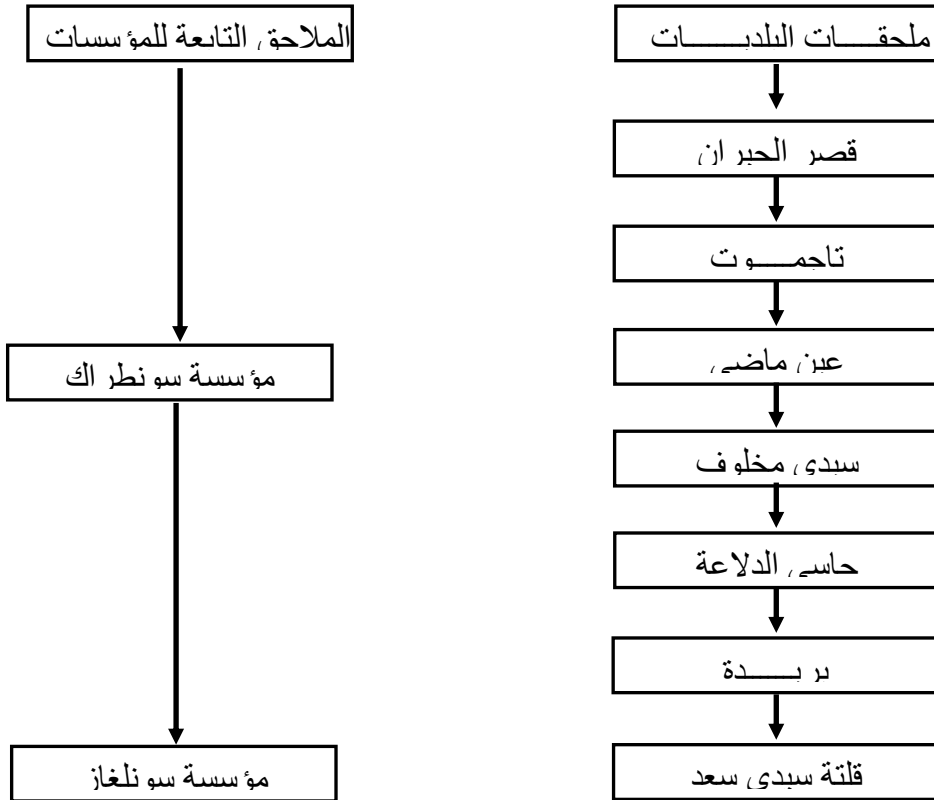 ملحقات البلديات
قصر الحيران
تاجموت
عين ماضي
سيدي مخلوف
حاسي الدلاعة
بريدة
قلتة سيدي سعد
الملاحق التابعة للمؤسسات
مؤسسة سونطراك
مؤسسة سونلغاز